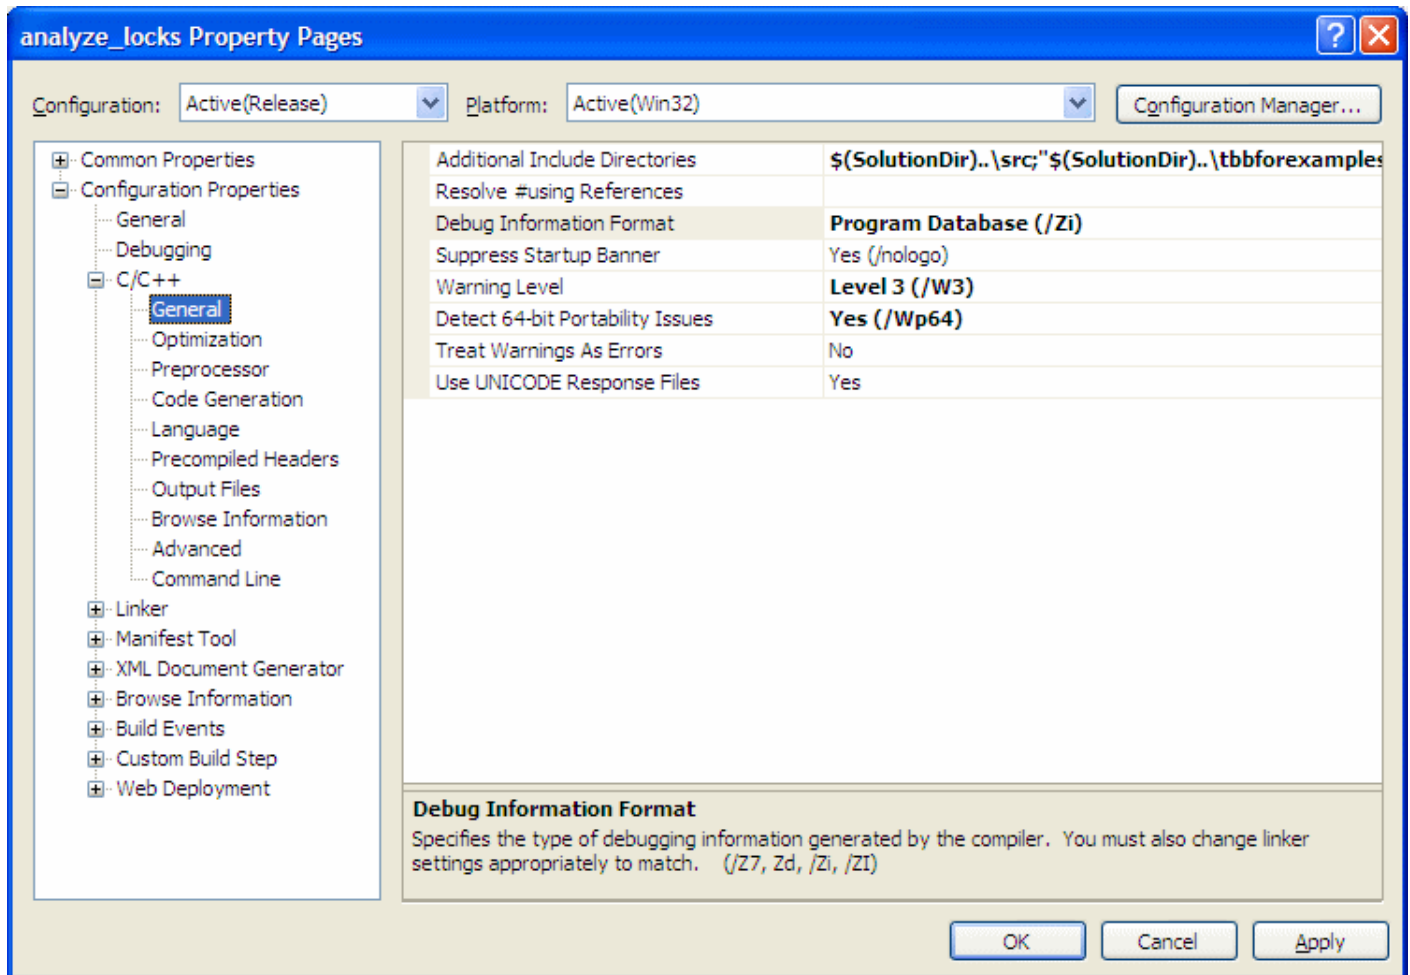 analyze_locks Property Pages
Configuration: Active(Release) Platform: Active(Win32) Configuration Manager...
Common Properties
Configuration Properties
General
Debugging
C/C++
General
Optimization
Preprocessor
Code Generation
Language
Precompiled Headers
Output Files
Browse Information
Advanced
Command Line
Linker
Manifest Tool
XML Document Generator
Browse Information
Build Events
Custom Build Step
Web Deployment
Additional Include Directories $(SolutionDir)..\src;"$(SolutionDir)..\tbbforexamples
Resolve #using References
Debug Information Format Program Database (/Zi)
Suppress Startup Banner Yes (/nologo)
Warning Level Level 3 (/W3)
Detect 64-bit Portability Issues Yes (/Wp64)
Treat Warnings As Errors No
Use UNICODE Response Files Yes
Debug Information Format
Specifies the type of debugging information generated by the compiler. You must also change linker
settings appropriately to match. (/Z7, Zd, /Zi, /ZI)
OK Cancel Apply